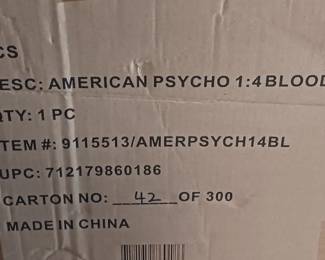 CS
ESC: AMERICAN PSYCHO 1:4 BLOOD
QTY: 1 PC
TEM #: 9115513/AMERPSYCH14BL
UPC: 712179860186
CARTON NO: 42 OF 300
MADE IN CHINA